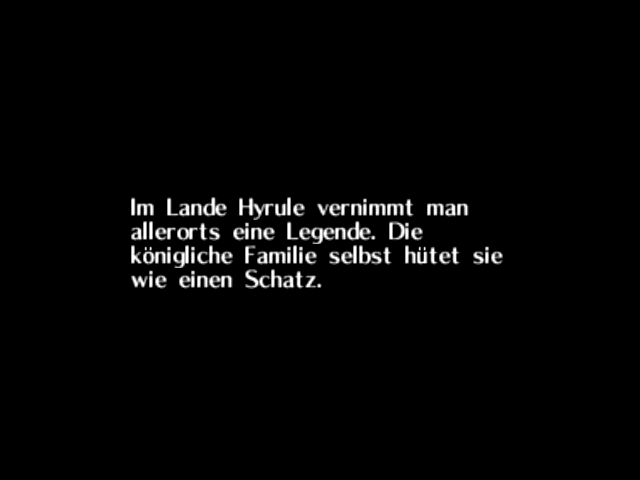 Im Lande Hyrule vernimmt man
allerorts eine Legende. Die
königliche Familie selbst hütet sie
wie einen Schatz.